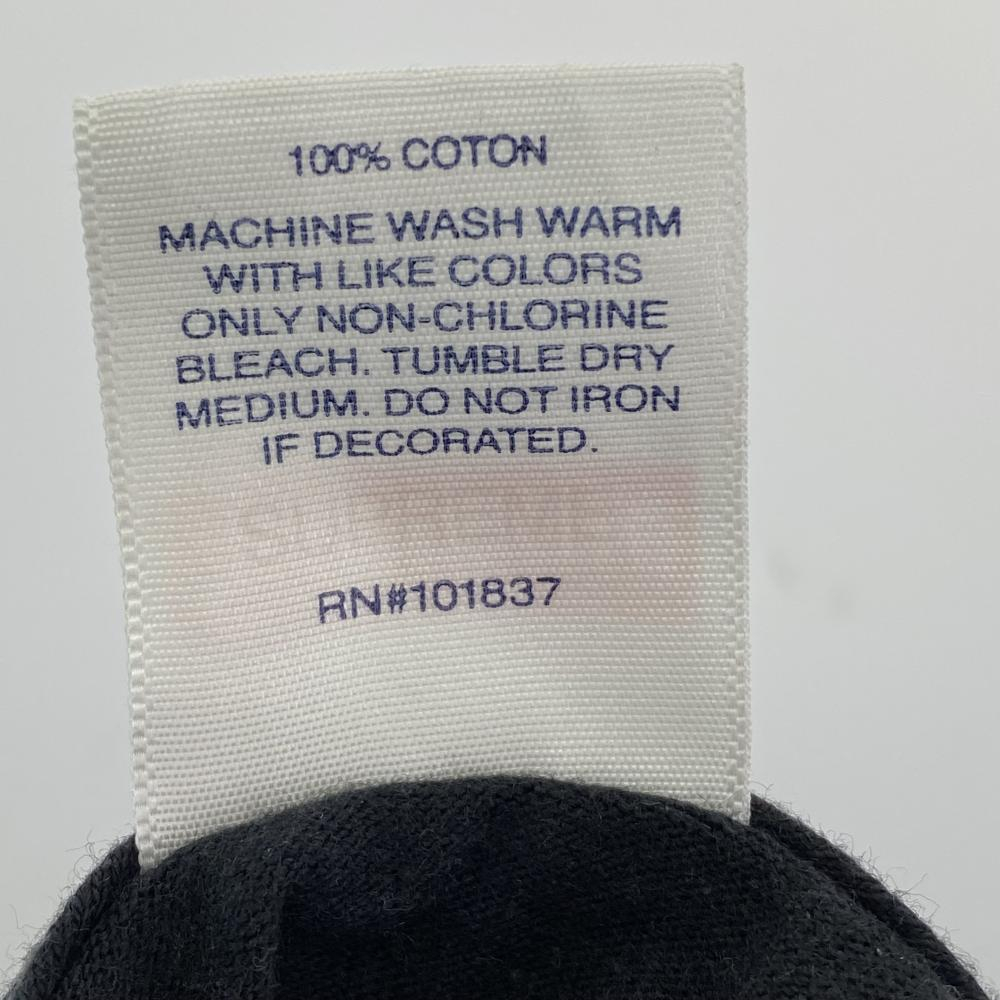 100% COTON
MACHINE WASH WARM
WITH LIKE COLORS
ONLY NON-CHLORINE
BLEACH. TUMBLE DRY
MEDIUM. DO NOT IRON
IF DECORATED.
RN#101837